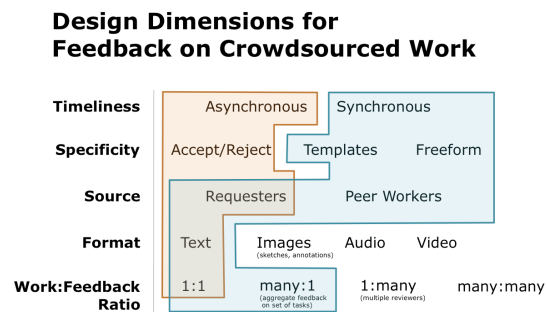 Design Dimensions for
Feedback on Crowdsourced Work
Timeliness Asynchronous Synchronous
Specificity Accept/Reject Templates Freeform
Source Requesters Peer Workers
Format Text Images Audio Video
(sketches, annotations)
Work:Feedback 1:1 many:1 1:many many:many
Ratio (aggregate feedback (multiple reviewers)
on set of tasks)